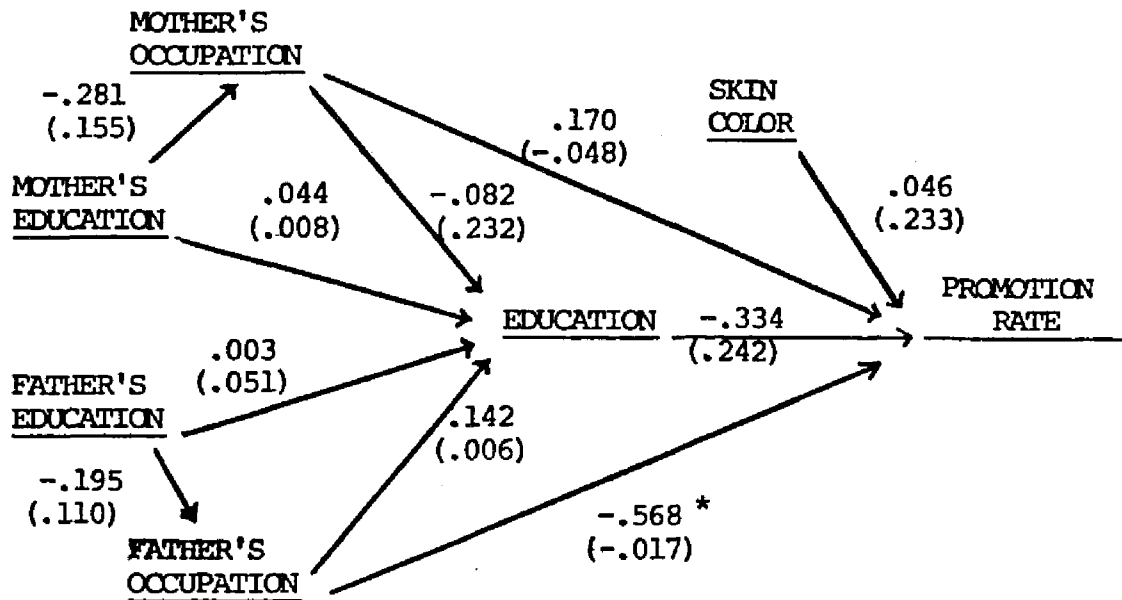 MOTHER'S
OCCUPATION
-.281
(.155)
SKIN
COLOR
.170
(-.048)
MOTHER'S
EDUCATION
.044
(.008)
-.082
(.232)
.046
(.233)
PROMOTION
RATE
EDUCATION
-.334
(.242)
.003
(.051)
FATHER'S
EDUCATION
.142
(.006)
-.195
(.110)
-.568 *
(-.017)
FATHER'S
OCCUPATION